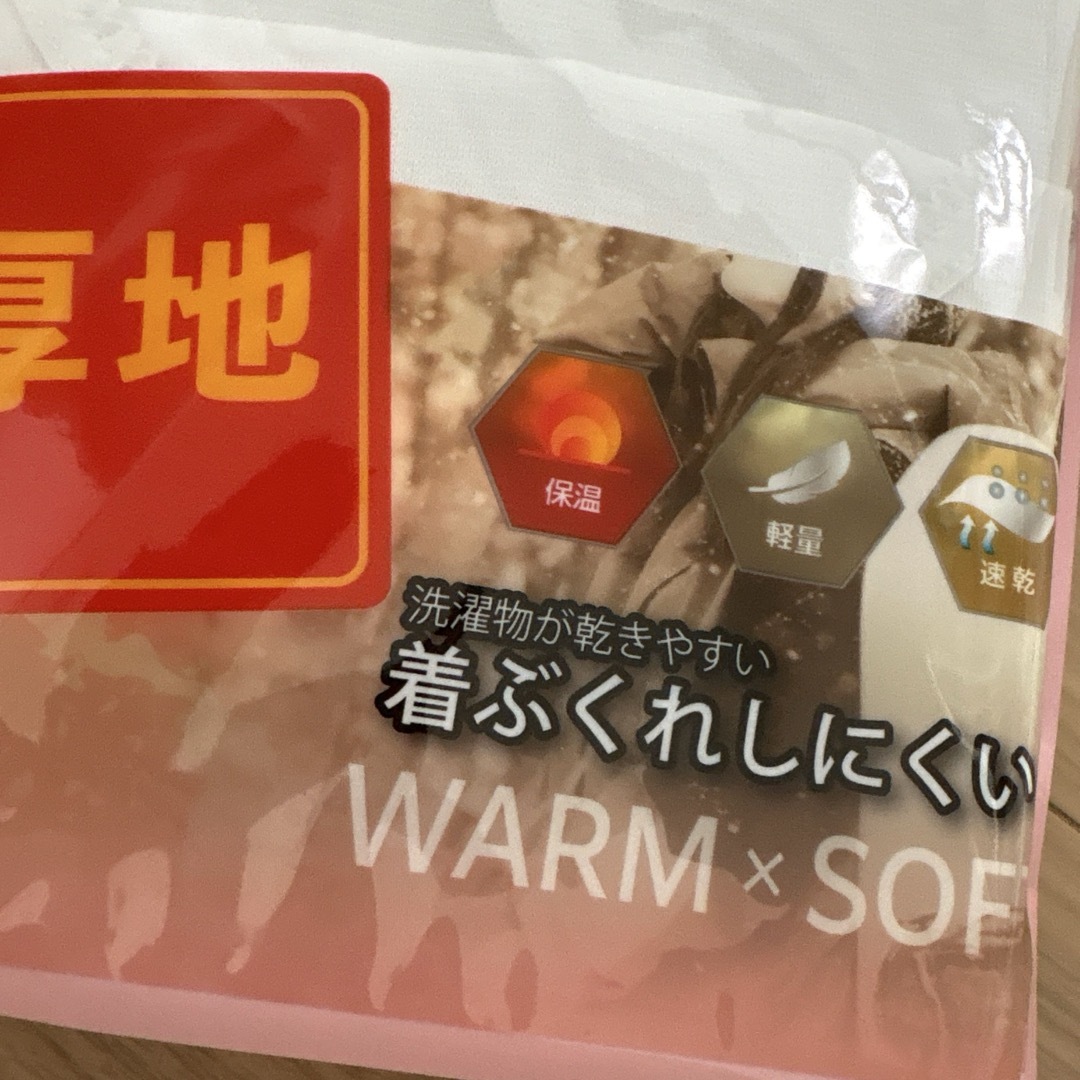 厚地
保温
軽量
速乾
洗濯物が乾きやすい
着ぶくれしにくい
WARM × SOF